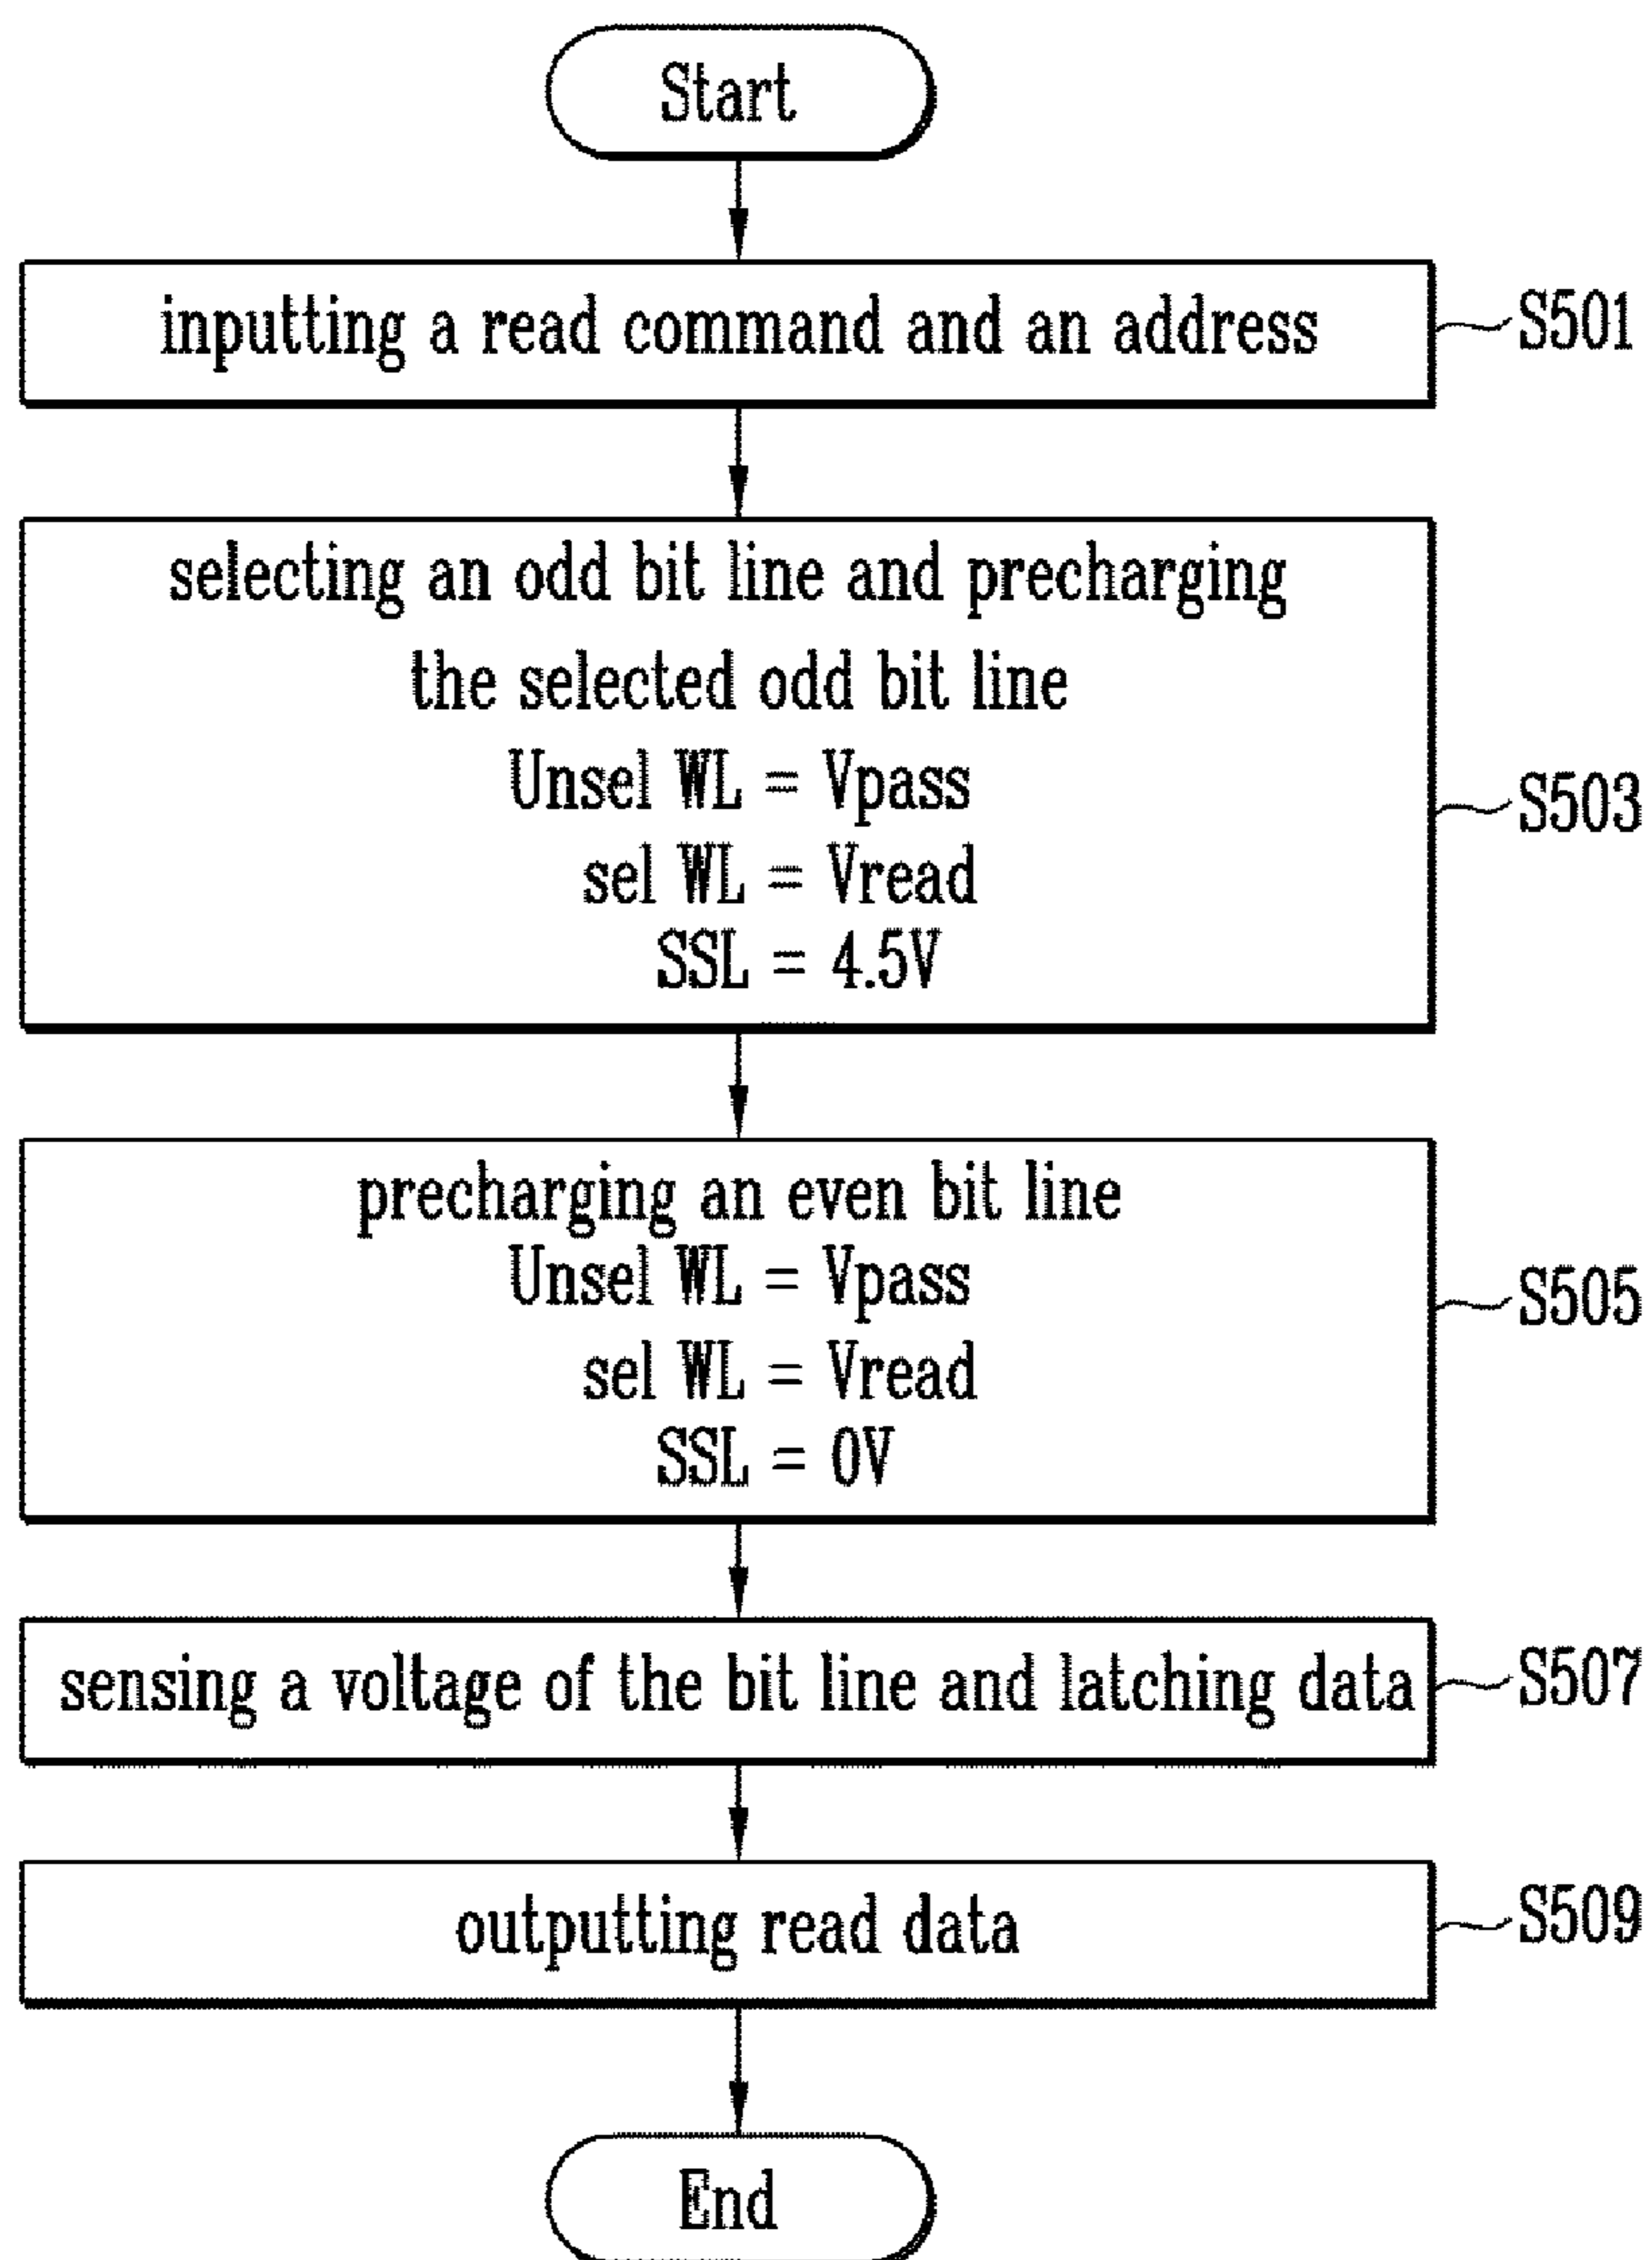 Start
inputting a read command and an address
S501
selecting an odd bit line and precharging
the selected odd bit line
Unsel WL = Vpass
sel WL = Vread
SSL = 4.5V
S503
precharging an even bit line
Unsel WL = Vpass
sel WL = Vread
SSL = 0V
S505
sensing a voltage of the bit line and latching data
S507
outputting read data
S509
End